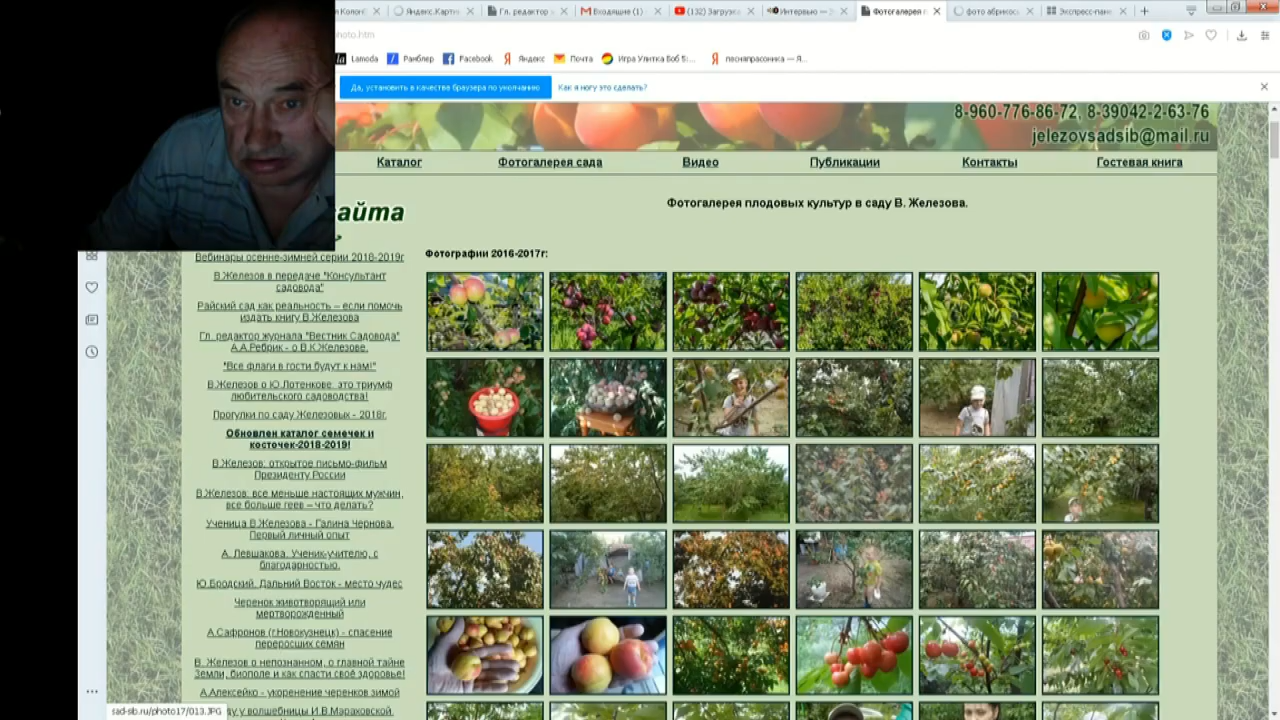 Яндекс.Карти
Гл. редактор
Входящие (1)
(132) Загрузк
Интервью —
Фотогалерея п
фото абрикос
Экспресс-пан
hoto.htm
Lamoda
Рамблер
Facebook
Яндекс
Почта
Игра Улитка Боб 5:...
песняпрасоника — Я...
Да, установить в качестве браузера по умолчанию
Как я могу это сделать?
8-960-776-86-72, 8-39042-2-63-76
jelezovsadsib@mail.ru
Каталог
Фотогалерея сада
Видео
Публикации
Контакты
Гостевая книга
айта
Фотогалерея плодовых культур в саду В. Железова.
Фотографии 2016-2017г:
Вебинары осенне-зимней серии 2018-2019г
В.Железов в передаче "Консультант
садовода"
Райский сад как реальность – если помочь
издать книгу В.Железова
Гл. редактор журнала "Вестник Садовода"
А.А.Ребрик - о В.К.Железове.
"Все флаги в гости будут к нам!"
В.Железов о Ю.Лотенкове. это триумф
любительского садоводства!
Прогулки по саду Железовых - 2018г.
Обновлен каталог семечек и
косточек-2018-2019!
В.Железов: открытое письмо-фильм
Президенту России
В.Железов: все меньше настоящих мужчин,
все больше геев – что делать?
Ученица В.Железова - Галина Чернова.
Первый личный опыт
А. Левшакова. Ученик-учителю, с
благодарностью.
Ю.Бродский. Дальний Восток - место чудес
Черенок животворящий или
мертворожденный
А.Сафронов (г.Новокузнецк) - спасение
переросших семян
В. Железов о непознанном, о главной тайне
Земли, биополе и как спасти своё здоровье!
А.Алексейко - укоренение черенков зимой
у волшебницы И.В.Мараховской.
sad-sib.ru/photo17/013.JPG